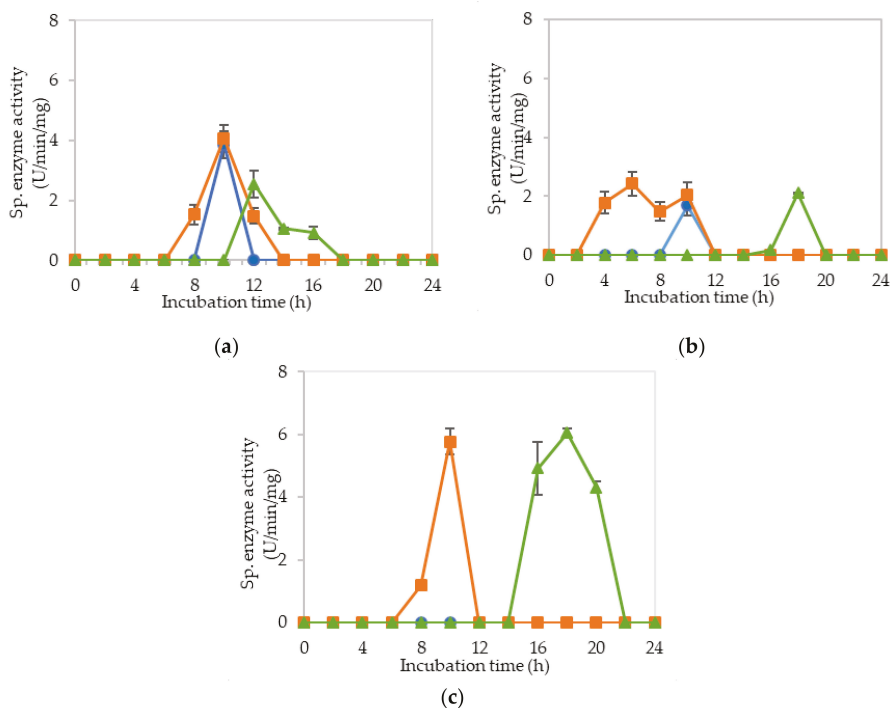 8
6
4
2
0
Sp. enzyme activity
(U/min/mg)
0 4 8 12 16 20 24
Incubation time (h)
(a)
8
6
4
2
0
Sp. enzyme activity
(U/min/mg)
0 4 8 12 16 20 24
Incubation time (h)
(b)
8
6
4
2
0
Sp. enzyme activity
(U/min/mg)
0 4 8 12 16 20 24
Incubation time (h)
(c)